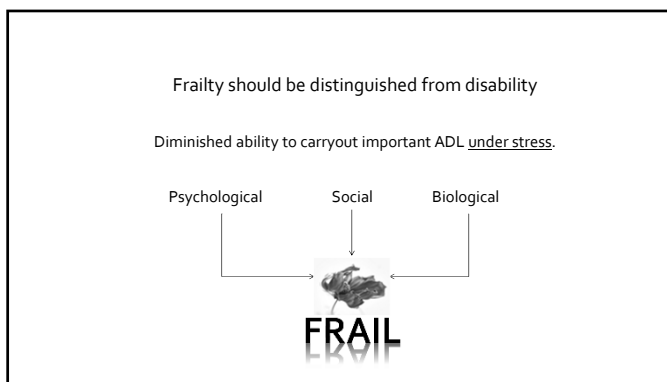 Frailty should be distinguished from disability
Diminished ability to carryout important ADL under stress.
Psychological Social Biological
FRAIL